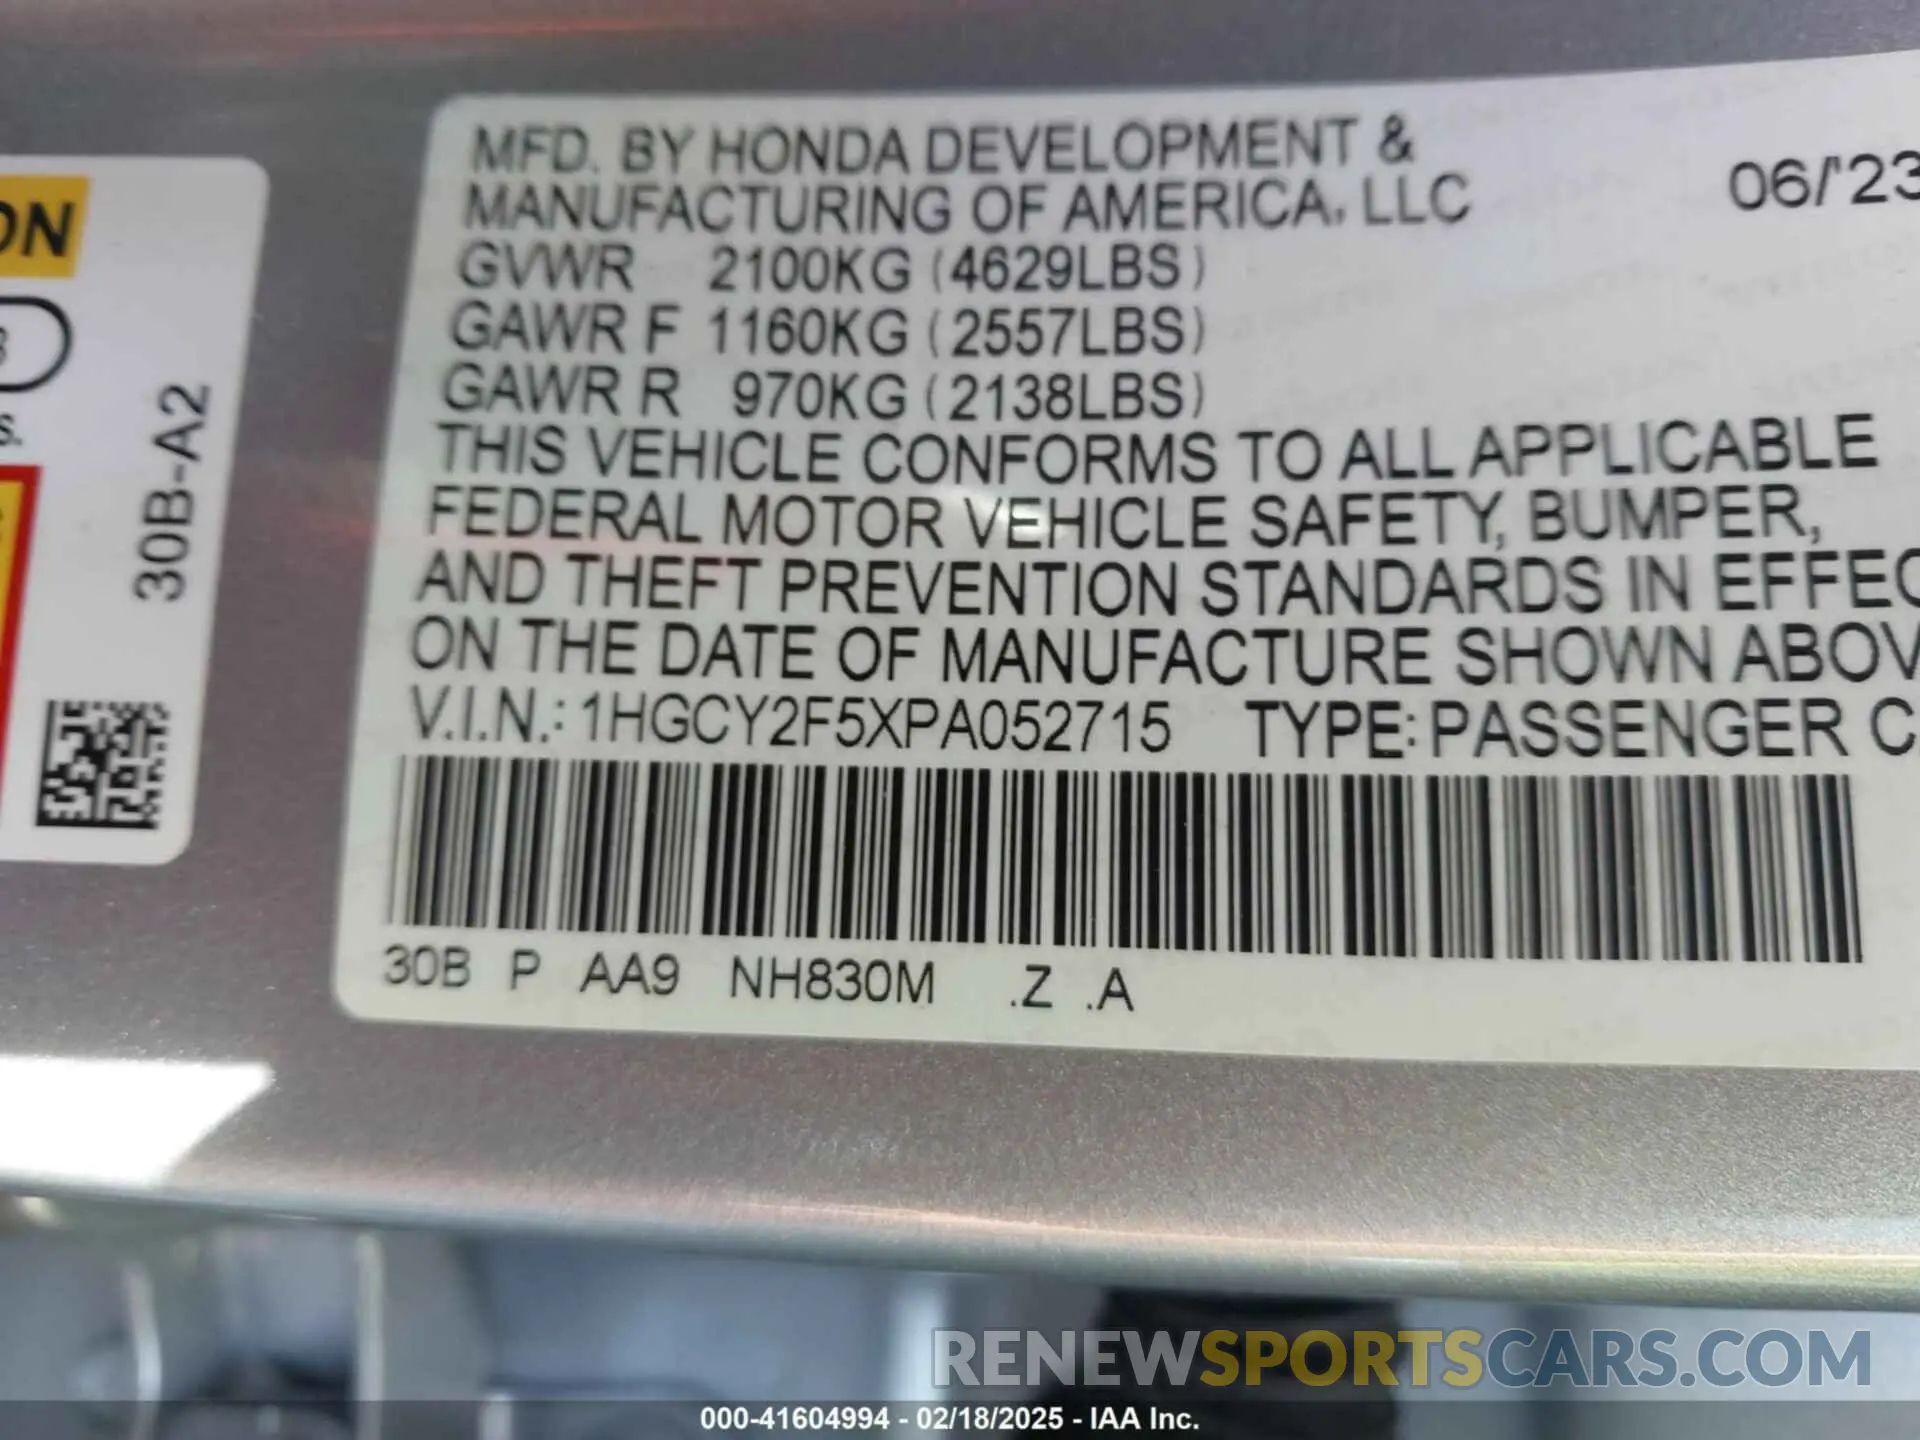 ON
3
S.
30B-A2
MFD. BY HONDA DEVELOPMENT &
MANUFACTURING OF AMERICA, LLC 06/'23
GVWR 2100KG (4629LBS)
GAWR F 1160KG (2557LBS)
GAWR R 970KG (2138LBS)
THIS VEHICLE CONFORMS TO ALL APPLICABLE
FEDERAL MOTOR VEHICLE SAFETY, BUMPER,
AND THEFT PREVENTION STANDARDS IN EFFEC
ON THE DATE OF MANUFACTURE SHOWN ABOV
V.I.N.: 1HGCY2F5XPA052715 TYPE: PASSENGER C
30B P AA9 NH830M .Z .A
RENEWSPORTSCARS.COM
000-41604994 - 02/18/2025 - IAA Inc.